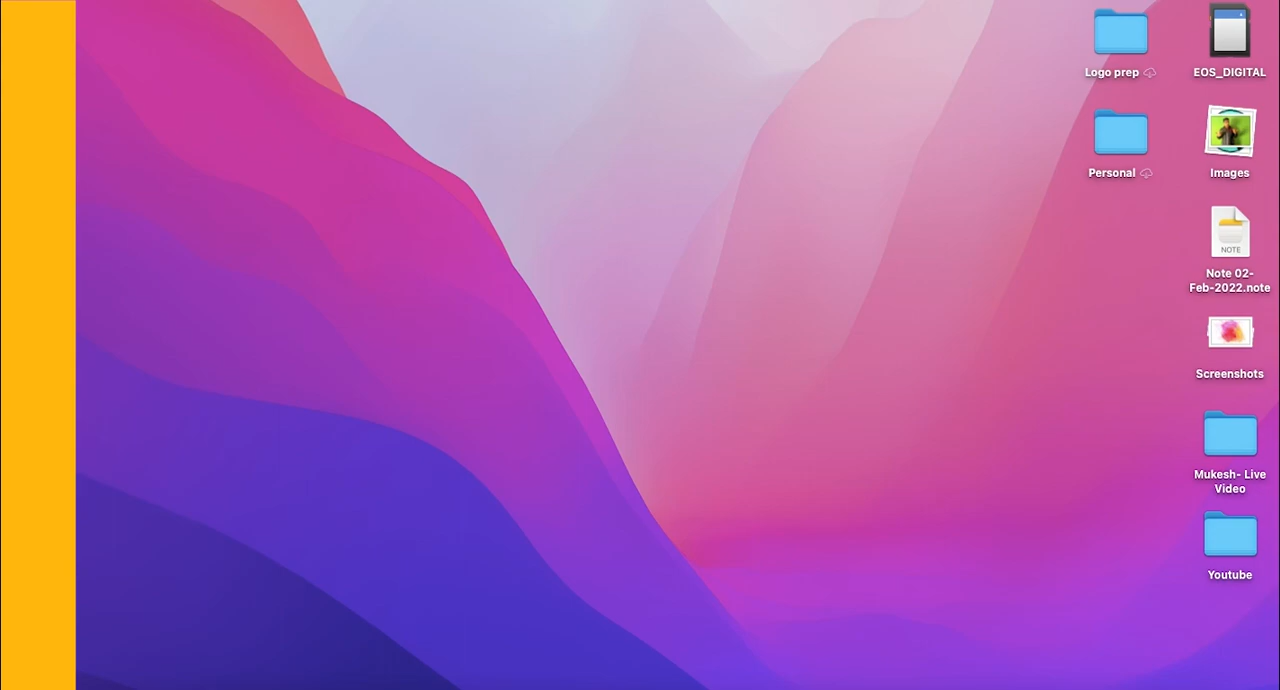 Logo prep
EOS_DIGITAL
Personal
Images
NOTE
Note 02-
Feb-2022.note
Screenshots
Mukesh- Live
Video
Youtube